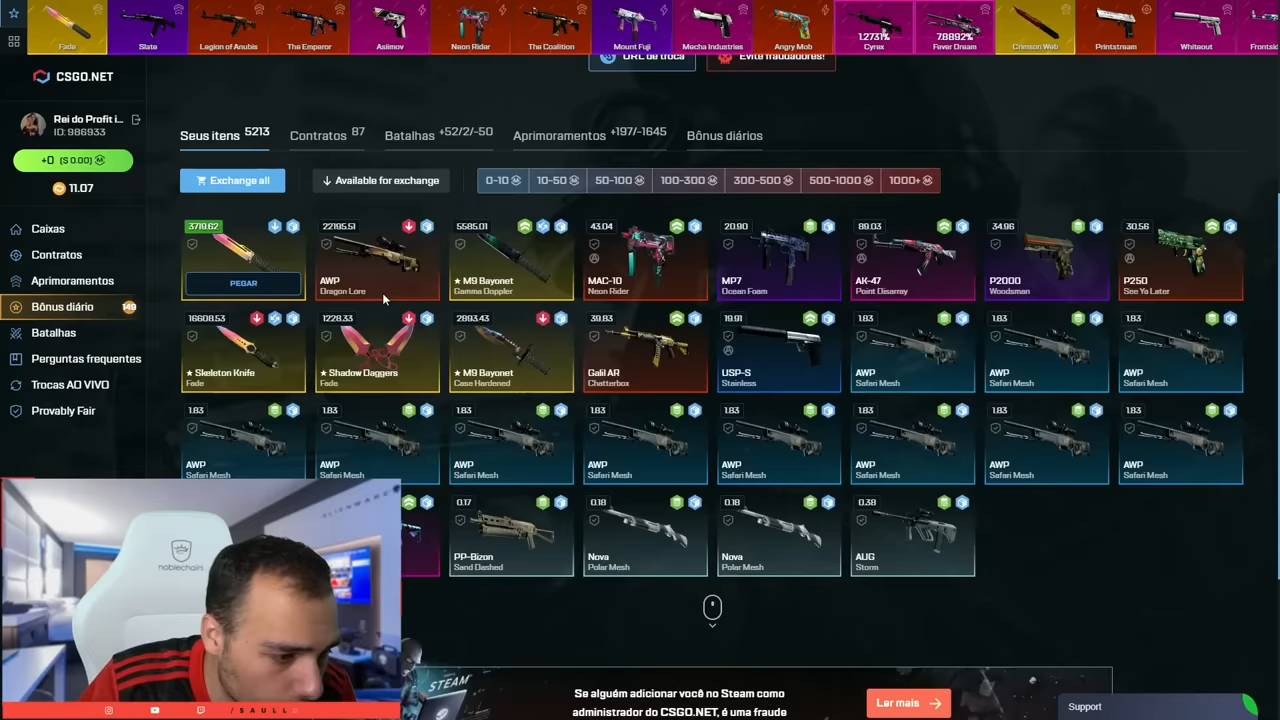 Fade
Slate
Legion of Anubis
The Emperor
Asiimov
Neon Rider
The Coalition
Mount Fuji
Mecha Industries
Angry Mob
1.2731%
Cyrex
7.8892%
Fever Dream
Crimson Web
Printstream
Whiteout
Frontsid
CSGO.NET
URL de troca
Evite fraudadores!
Rei do Profit i...
ID: 986933
+0 ($ 0.00)
11.07
Caixas
Contratos
Aprimoramentos
Bônus diário 149
Batalhas
Perguntas frequentes
Trocas AO VIVO
Provably Fair
Seus itens 5213
Contratos 87
Batalhas +52/2/-50
Aprimoramentos +197/-1645
Bônus diários
Exchange all
Available for exchange
0-10
10-50
50-100
100-300
300-500
500-1000
1000+
3719.62
PEGAR
22195.51
AWP
Dragon Lore
5585.01
★ M9 Bayonet
Gamma Doppler
43.04
MAC-10
Neon Rider
20.90
MP7
Ocean Foam
89.03
AK-47
Point Disarray
34.96
P2000
Woodsman
30.56
P250
See Ya Later
16608.53
★ Skeleton Knife
Fade
1228.33
★ Shadow Daggers
Fade
2893.43
★ M9 Bayonet
Case Hardened
39.83
Galil AR
Chatterbox
19.91
USP-S
Stainless
1.83
AWP
Safari Mesh
1.83
AWP
Safari Mesh
1.83
AWP
Safari Mesh
1.83
AWP
Safari Mesh
1.83
AWP
Safari Mesh
1.83
AWP
Safari Mesh
1.83
AWP
Safari Mesh
1.83
AWP
Safari Mesh
1.83
AWP
Safari Mesh
1.83
AWP
Safari Mesh
1.83
AWP
Safari Mesh
0.17
PP-Bizon
Sand Dashed
0.18
Nova
Polar Mesh
0.18
Nova
Polar Mesh
0.38
AUG
Storm
ALIENWARE
noblechairs
/SAULL
STEAM
Se alguém adicionar você no Steam como
administrador do CSGO.NET, é uma fraude
Ler mais
Support